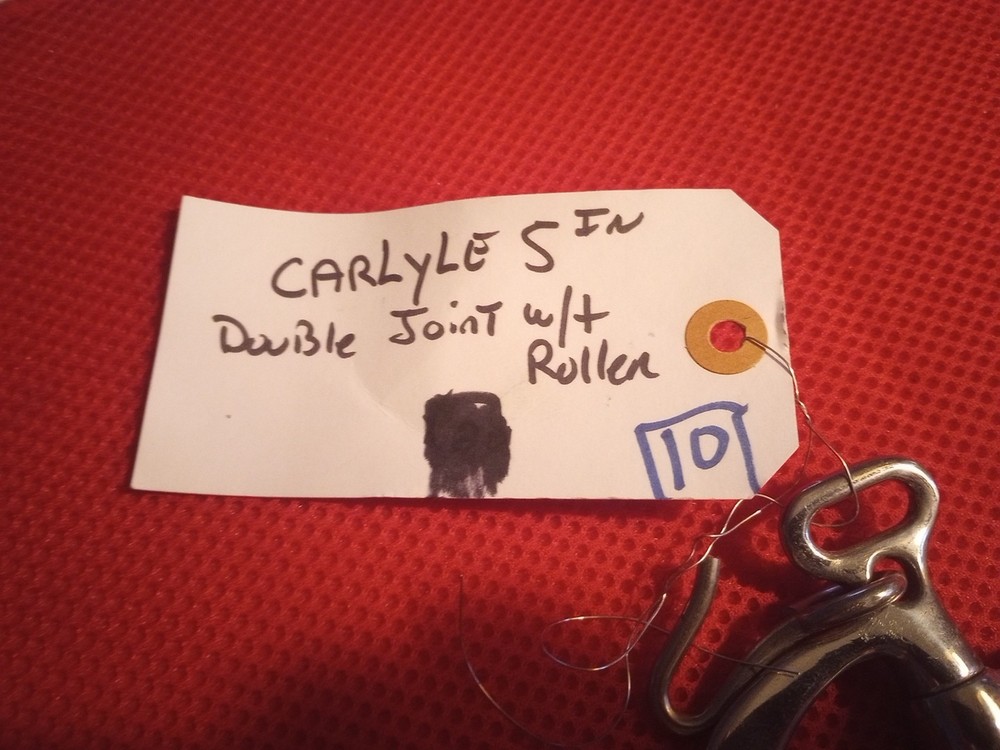 CARLYLE 5 IN
DOUBLE JOINT w/t
ROLLER
10